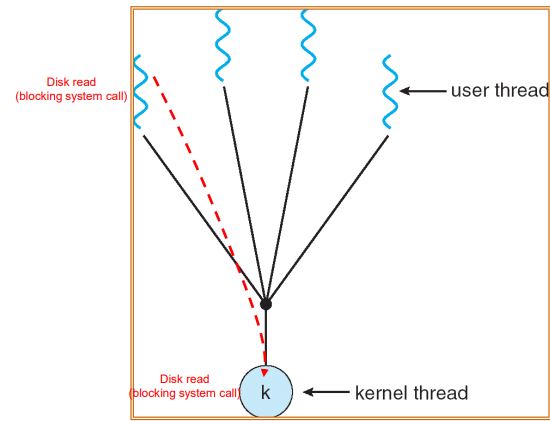 Disk read
(blocking system call)
user thread
Disk read
(blocking system call)
k
kernel thread